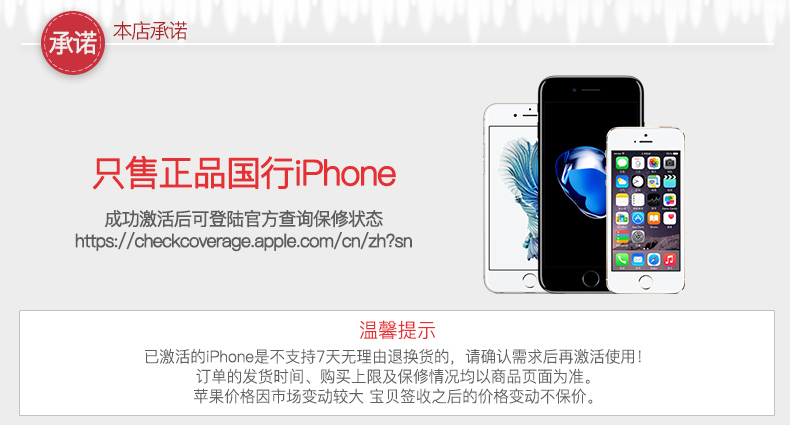 承诺
本店承诺
只售正品国行iPhone
成功激活后可登陆官方查询保修状态
https://checkcoverage.apple.com/cn/zh?sn
温馨提示
已激活的iPhone是不支持7天无理由退换货的，请确认需求后再激活使用！
订单的发货时间、购买上限及保修情况均以商品页面为准。
苹果价格因市场变动较大 宝贝签收之后的价格变动不保价。